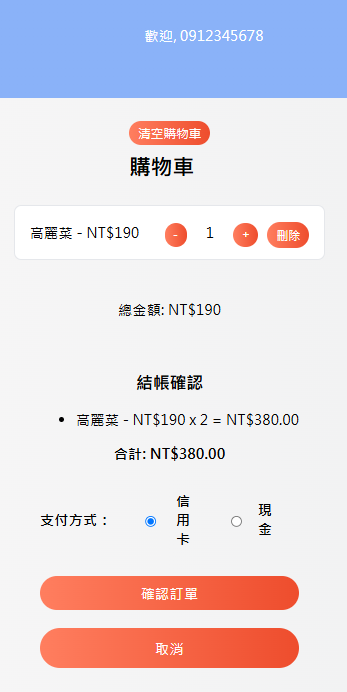 歡迎, 0912345678
清空購物車
購物車
高麗菜 - NT$190 - 1 + 刪除
總金額: NT$190
結帳確認
• 高麗菜 - NT$190 x 2 = NT$380.00
合計: NT$380.00
支付方式： 信用卡 現金
確認訂單
取消